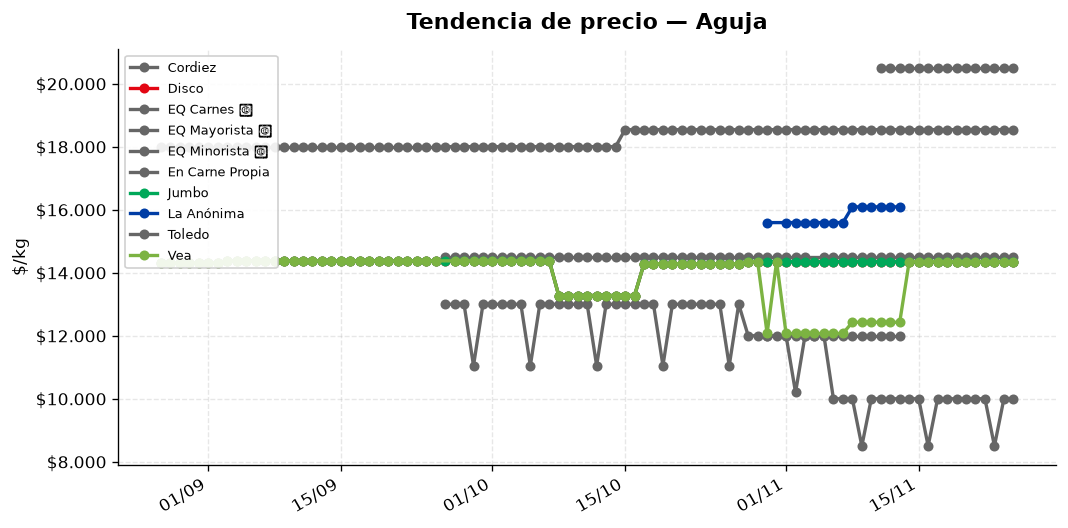 Tendencia de precio — Aguja
Cordiez
Disco
EQ Carnes
EQ Mayorista
EQ Minorista
En Carne Propia
Jumbo
La Anónima
Toledo
Vea
$/kg
$20.000
$18.000
$16.000
$14.000
$12.000
$10.000
$8.000
01/09
15/09
01/10
15/10
01/11
15/11